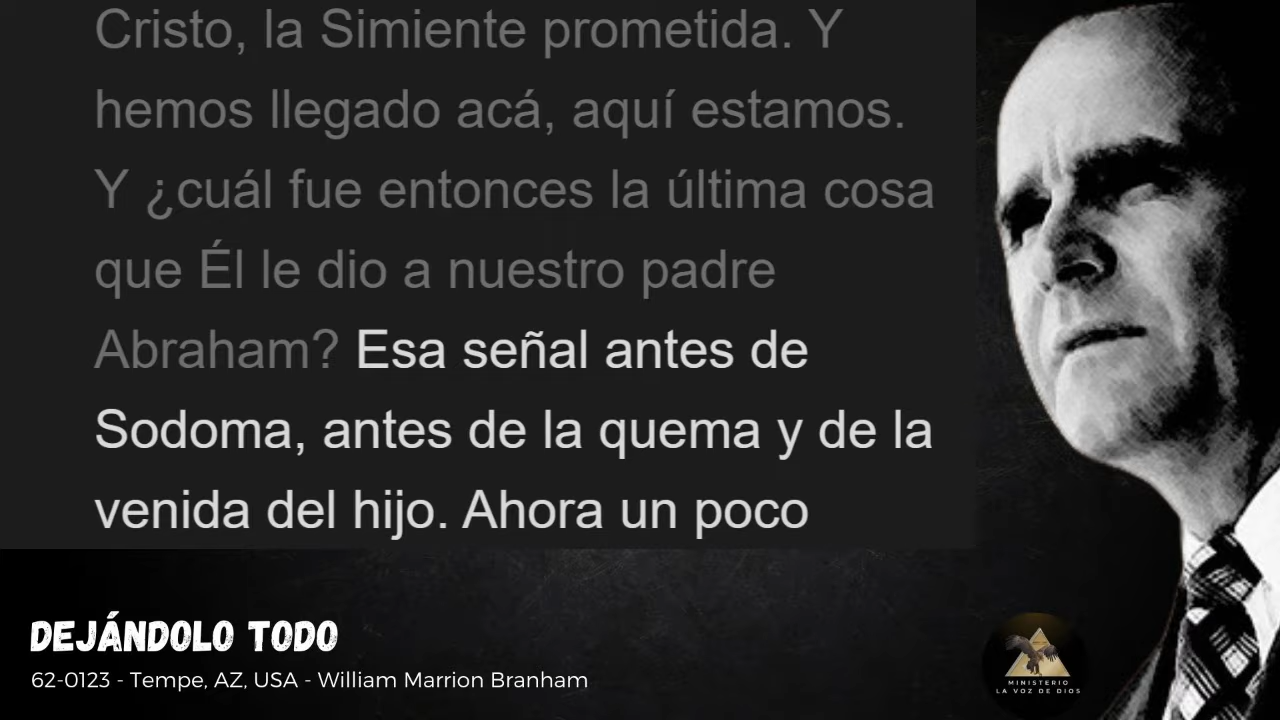 Cristo, la Simiente prometida. Y
hemos llegado acá, aquí estamos.
Y ¿cuál fue entonces la última cosa
que Él le dio a nuestro padre
Abraham? Esa señal antes de
Sodoma, antes de la quema y de la
venida del hijo. Ahora un poco
DEJÁNDOLO TODO
62-0123 - Tempe, AZ, USA - William Marrion Branham
MINISTERIO
LA VOZ DE DIOS